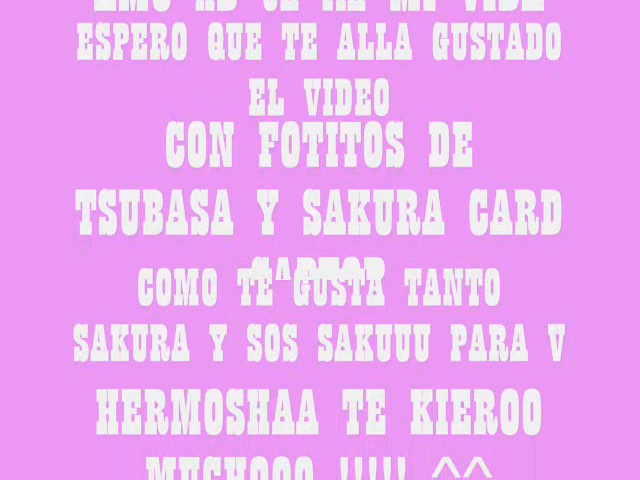 ESPERO QUE TE ALLA GUSTADO
EL VIDEO
CON FOTITOS DE
TSUBASA Y SAKURA CARD
COMO TE GUSTA TANTO
SAKURA Y SOS SAKUUU PARA V
HERMOSHAA TE KIEROO
MUCHOOO !!!!! ^^